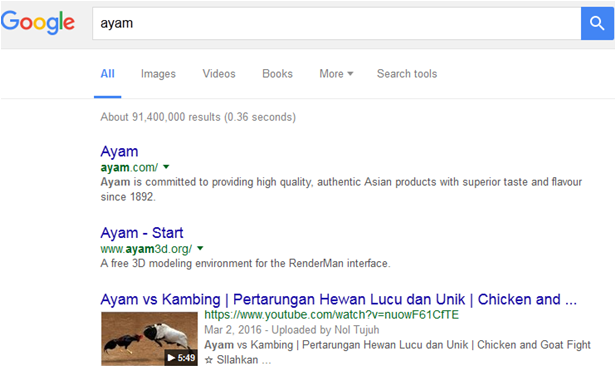 Google
ayam
All Images Videos Books More Search tools
About 91,400,000 results (0.36 seconds)
Ayam
ayam.com/
Ayam is committed to providing high quality, authentic Asian products with superior taste and flavour
since 1892.
Ayam - Start
www.ayam3d.org/
A free 3D modeling environment for the RenderMan interface.
Ayam vs Kambing | Pertarungan Hewan Lucu dan Unik | Chicken and ...
https://www.youtube.com/watch?v=nuowF61CfTE
Mar 2, 2016 - Uploaded by Nol Tujuh
Ayam vs Kambing | Pertarungan Hewan Lucu dan Unik | Chicken and Goat Fight
☆ Sllahkan ...
5:49